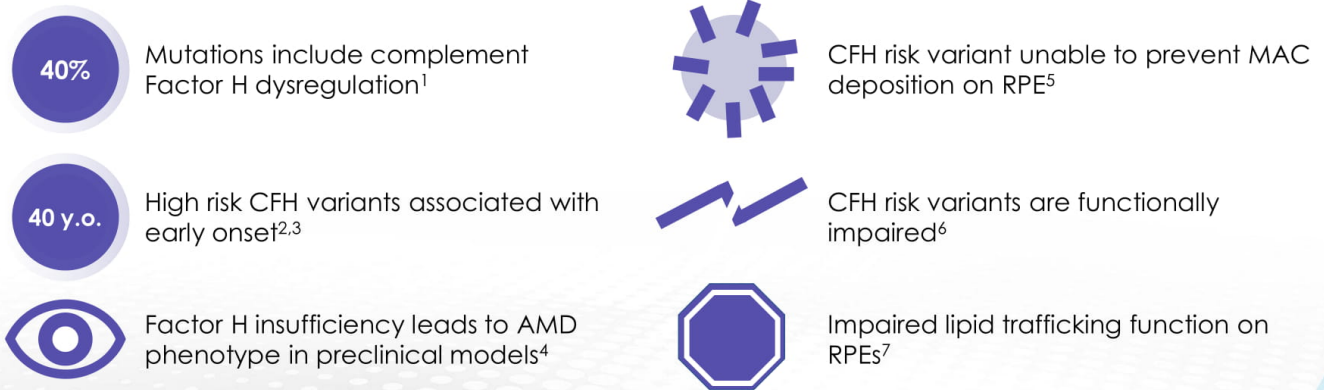 40%
Mutations include complement
Factor H dysregulation1
40 y.o.
High risk CFH variants associated with
early onset2,3
Factor H insufficiency leads to AMD
phenotype in preclinical models4
CFH risk variant unable to prevent MAC
deposition on RPE5
CFH risk variants are functionally
impaired6
Impaired lipid trafficking function on
RPEs7